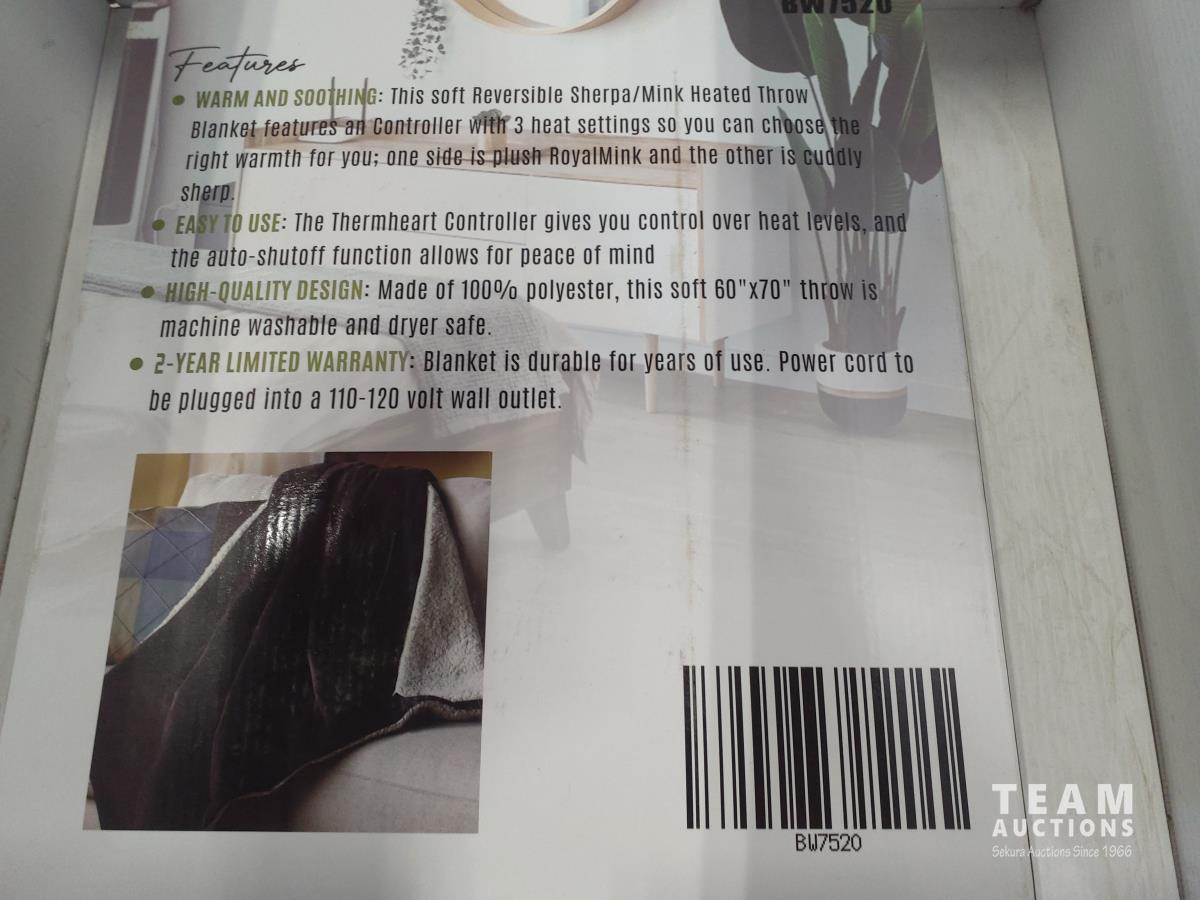 BW7520
Features
• WARM AND SOOTHING: This soft Reversible Sherpa/Mink Heated Throw
Blanket features an Controller with 3 heat settings so you can choose the
right warmth for you; one side is plush RoyalMink and the other is cuddly
sherp.
• EASY TO USE: The Thermheart Controller gives you control over heat levels, and
the auto-shutoff function allows for peace of mind
• HIGH-QUALITY DESIGN: Made of 100% polyester, this soft 60"x70" throw is
machine washable and dryer safe.
• 2-YEAR LIMITED WARRANTY: Blanket is durable for years of use. Power cord to
be plugged into a 110-120 volt wall outlet.
BW7520
TEAM
AUCTIONS
Sekura Auctions Since 1966